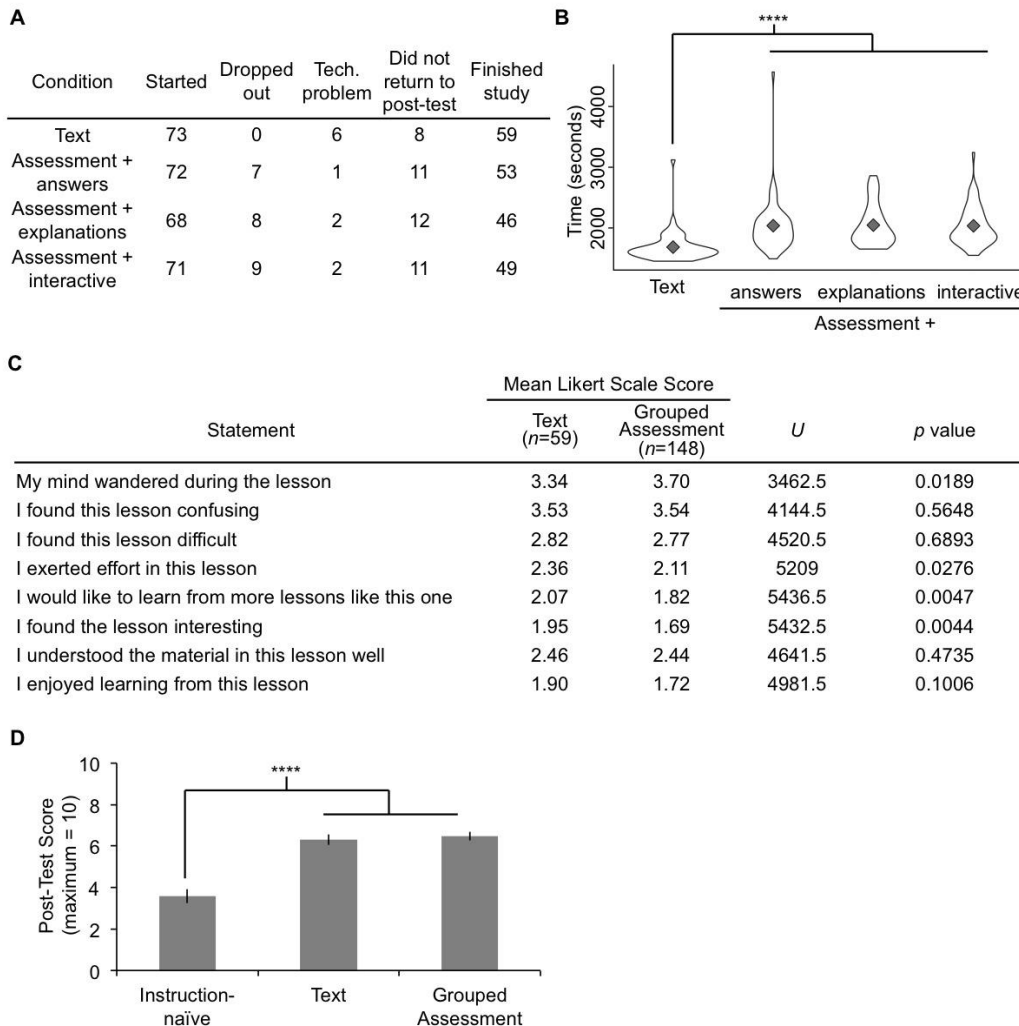 A
Condition Started Dropped out Tech. problem Did not return to post-test Finished study
Text 73 0 6 8 59
Assessment + answers 72 7 1 11 53
Assessment + explanations 68 8 2 12 46
Assessment + interactive 71 9 2 11 49
B
****
Time (seconds)
4000
3000
2000
Text
answers explanations interactive
Assessment +
C
Mean Likert Scale Score
Statement Text (n=59) Grouped Assessment (n=148) U p value
My mind wandered during the lesson 3.34 3.70 3462.5 0.0189
I found this lesson confusing 3.53 3.54 4144.5 0.5648
I found this lesson difficult 2.82 2.77 4520.5 0.6893
I exerted effort in this lesson 2.36 2.11 5209 0.0276
I would like to learn from more lessons like this one 2.07 1.82 5436.5 0.0047
I found the lesson interesting 1.95 1.69 5432.5 0.0044
I understood the material in this lesson well 2.46 2.44 4641.5 0.4735
I enjoyed learning from this lesson 1.90 1.72 4981.5 0.1006
D
****
Post-Test Score
(maximum = 10)
10
8
6
4
2
0
Instruction-
naïve
Text
Grouped
Assessment